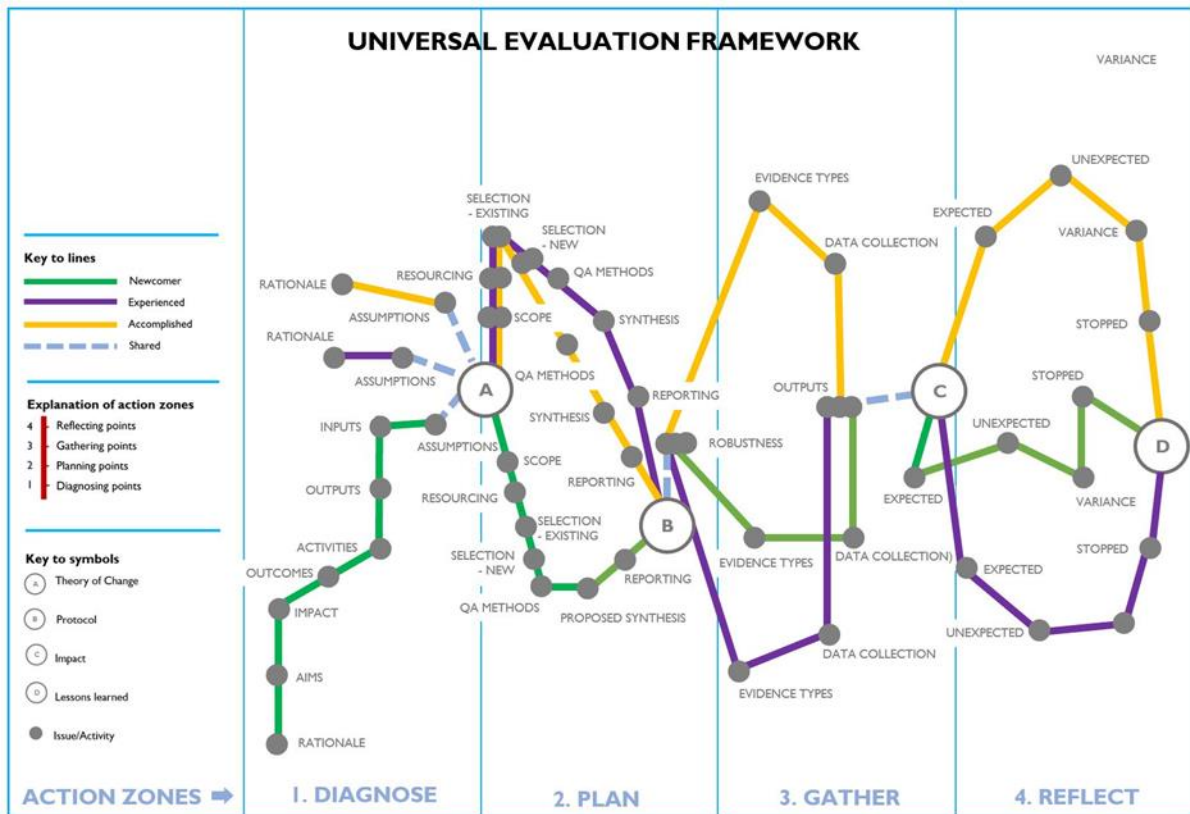 UNIVERSAL EVALUATION FRAMEWORK
Key to lines
Newcomer
Experienced
Accomplished
Shared
Explanation of action zones
4 Reflecting points
3 Gathering points
2 Planning points
1 Diagnosing points
Key to symbols
A Theory of Change
B Protocol
C Impact
D Lessons learned
Issue/Activity
ACTION ZONES
RATIONALE
ASSUMPTIONS
RATIONALE
ASSUMPTIONS
INPUTS
ASSUMPTIONS
OUTPUTS
ACTIVITIES
OUTCOMES
IMPACT
AIMS
RATIONALE
1. DIAGNOSE
A
SELECTION
- EXISTING
SELECTION
- NEW
RESOURCING
QA METHODS
SCOPE
SYNTHESIS
QA METHODS
REPORTING
SYNTHESIS
REPORTING
SCOPE
RESOURCING
SELECTION
- EXISTING
SELECTION
- NEW
QA METHODS
PROPOSED SYNTHESIS
REPORTING
B
2. PLAN
EVIDENCE TYPES
DATA COLLECTION
OUTPUTS
ROBUSTNESS
EVIDENCE TYPES
DATA COLLECTION)
DATA COLLECTION
EVIDENCE TYPES
3. GATHER
C
VARIANCE
UNEXPECTED
EXPECTED
VARIANCE
STOPPED
STOPPED
UNEXPECTED
EXPECTED
VARIANCE
D
STOPPED
EXPECTED
UNEXPECTED
4. REFLECT